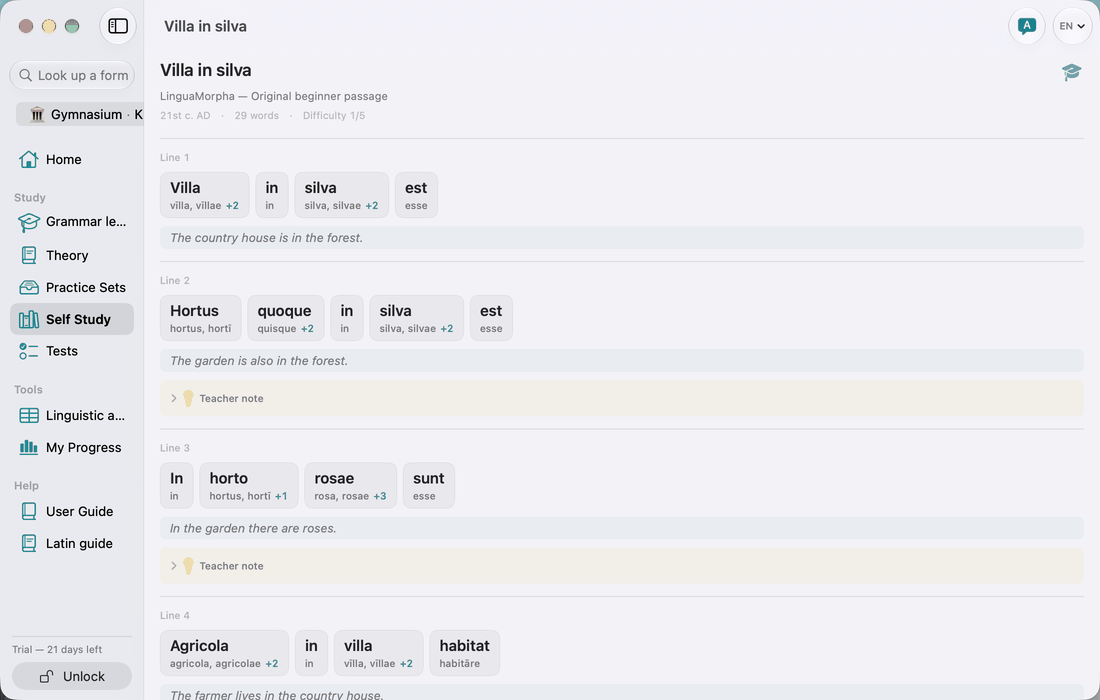 Villa in silva
A
EN
Look up a form
Gymnasium · K
Home
Study
Grammar le...
Theory
Practice Sets
Self Study
Tests
Tools
Linguistic a...
My Progress
Help
User Guide
Latin guide
Trial — 21 days left
Unlock
Villa in silva
LinguaMorpha — Original beginner passage
21st c. AD · 29 words · Difficulty 1/5
Line 1
Villa in silva est
vīlla, vīllae +2 in silva, silvae +2 esse
The country house is in the forest.
Line 2
Hortus quoque in silva est
hortus, hortī quisque +2 in silva, silvae +2 esse
The garden is also in the forest.
Teacher note
Line 3
In horto rosae sunt
in hortus, hortī +1 rosa, rosae +3 esse
In the garden there are roses.
Teacher note
Line 4
Agricola in villa habitat
agricola, agricolae +2 in vīlla, vīllae +2 habitāre
The farmer lives in the country house.